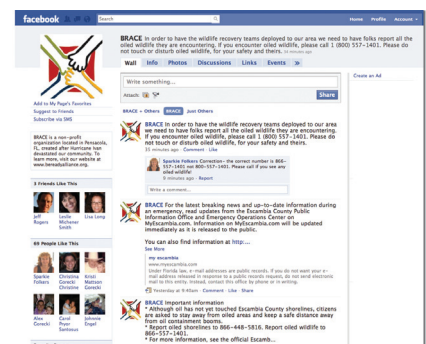 facebook
Search
Home Profile Account
BRACE In order to have the wildlife recovery teams deployed to our area we need to have folks report all the
oiled wildlife they are encountering. If you encounter oiled wildlife, please call 1 (800) 557-1401. Please do
not touch or disturb oiled wildlife, for your safety and theirs. 34 minutes ago
Wall Info Photos Discussions Links Events »
Write something...
Attach:
Share
Create an Ad
BRACE + Others BRACE Just Others
Add to My Page's Favorites
Suggest to Friends
Subscribe via SMS
BRACE is a non-profit
organization located in Pensacola,
FL, created after Hurricane Ivan
devastated our community. To
learn more, visit our website at
www.bereadyalliance.org.
3 Friends Like This
Jeff Rogers
Leslie Michener Smith
Lisa Long
69 People Like This
Sparkie Folkers
Christina Gorecki Christine
Kristi Mattson Gorecki
Alex Gorecki
Carol Pryer Santosus
Johnnie Engel
BRACE In order to have the wildlife recovery teams deployed to our area
we need to have folks report all the oiled wildlife they are encountering.
If you encounter oiled wildlife, please call 1 (800) 557-1401. Please do
not touch or disturb oiled wildlife, for your safety and theirs.
35 minutes ago · Comment · Like
Sparkie Folkers Correction- the correct number is 866-
557-1401 not 800-557-1401. Please call if you see any
oiled wildlife!
8 minutes ago · Report
Write a comment...
BRACE For the latest breaking news and up-to-date information during
an emergency, read updates from the Escambia County Public
Information Office and Emergency Operations Center on
MyEscambia.com. Information on MyEscambia.com will be updated
immediately as it is released to the public.
You can also find information at http:...
See More
my escambia
www.myescambia.com
Under Florida law, e-mail addresses are public records. If you do not want your e-
mail address released in response to a public records request, do not send electronic
mail to this entity. Instead, contact this office by phone or in writing.
Yesterday at 9:40am · Comment · Like · Share
BRACE Important information
* Although oil has not yet touched Escambia County shorelines, citizens
are asked to stay away from oiled areas and keep a safe distance away
from oil containment booms.
* Report oiled shorelines to 866-448-5816. Report oiled wildlife to
866-557-1401.
* For more information, see the official Escamb...